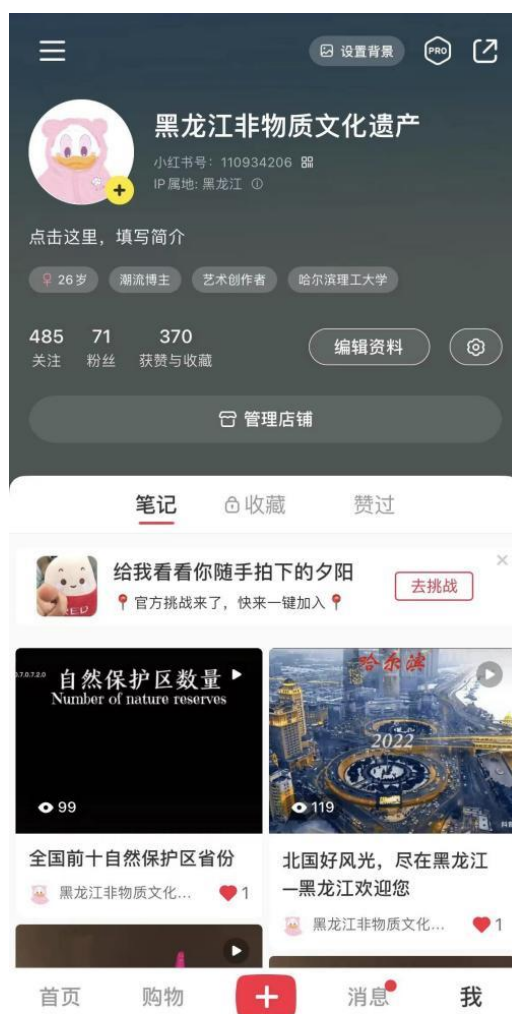 设置背景
PRO
黑龙江非物质文化遗产
小红书号：110934206
IP属地：黑龙江
点击这里，填写简介
♀ 26岁
潮流博主
艺术创作者
哈尔滨理工大学
485 71 370
关注 粉丝 获赞与收藏
编辑资料
管理店铺
笔记 收藏 赞过
给我看看你随手拍下的夕阳
官方挑战来了，快来一键加入
去挑战
自然保护区数量
Number of nature reserves
99
哈尔滨
2022
119
全国前十自然保护区省份
黑龙江非物质文化... 1
北国好风光，尽在黑龙江
—黑龙江欢迎您
黑龙江非物质文化... 1
首页 购物 + 消息 我